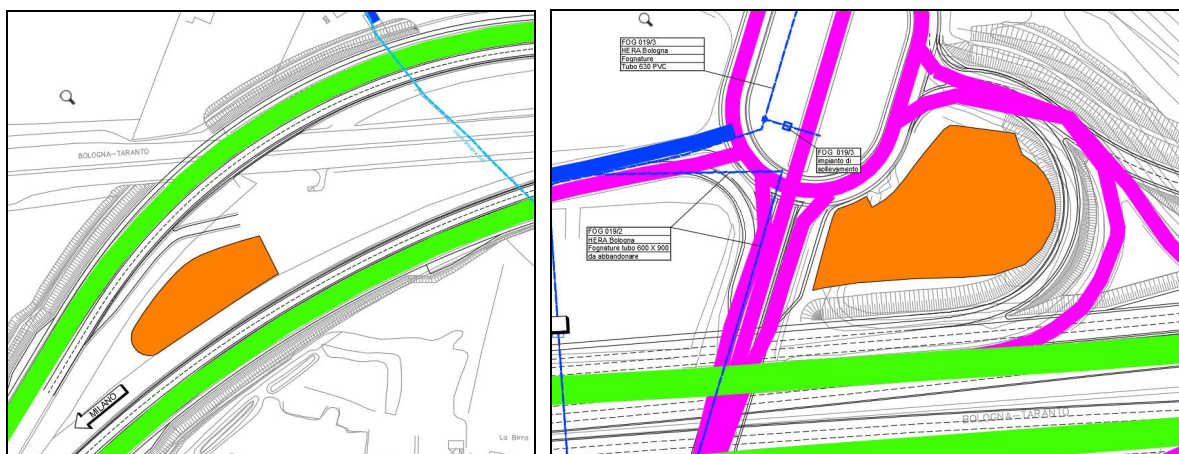 BOLOGNA-TARANTO
MILANO
La Birra
FOG 019/3
HERA Bologna
Fognature
Tubo 630 PVC
FOG 019/3
impianto di
sollevamento
FOG 019/2
HERA Bologna
Fognature tubo 600 X 900
da abbandonare
BOLOGNA-TARANTO